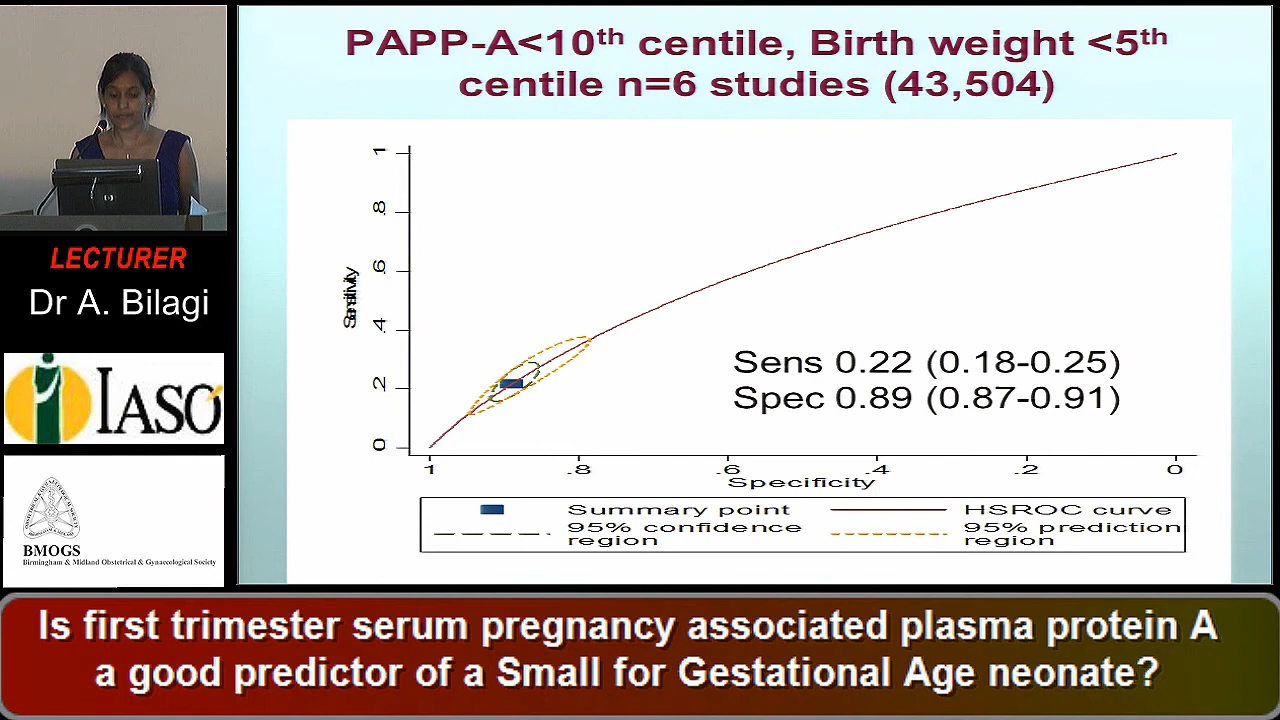 PAPP-A<10th centile, Birth weight <5th
centile n=6 studies (43,504)
LECTURER
Dr A. Bilagi
IASO
BMOGS
Birmingham & Midland Obstetrical & Gynaecological Society
Sensitivity
1
.8
.6
.4
.2
0
Sens 0.22 (0.18-0.25)
Spec 0.89 (0.87-0.91)
1
.8
.6
.4
.2
0
Specificity
Summary point
HSROC curve
95% confidence
region
95% prediction
region
Is first trimester serum pregnancy associated plasma protein A
a good predictor of a Small for Gestational Age neonate?